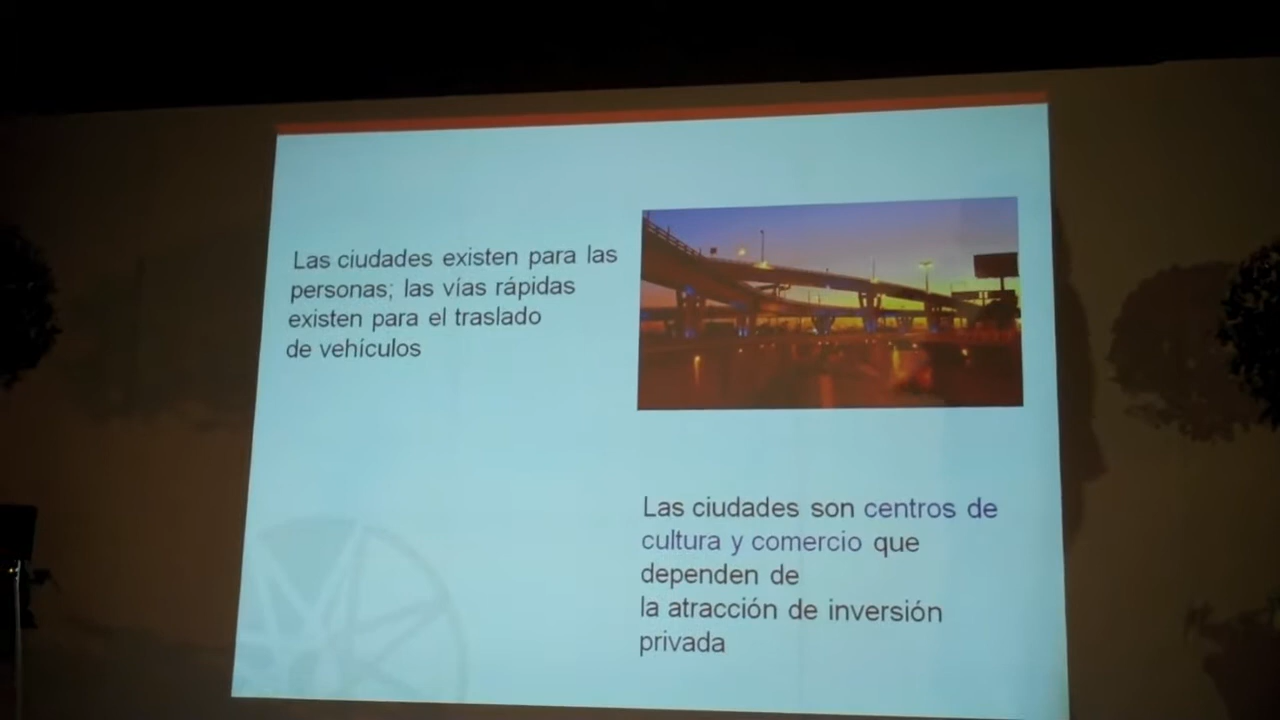 Las ciudades existen para las
personas; las vías rápidas
existen para el traslado
de vehículos
Las ciudades son centros de
cultura y comercio que
dependen de
la atracción de inversión
privada